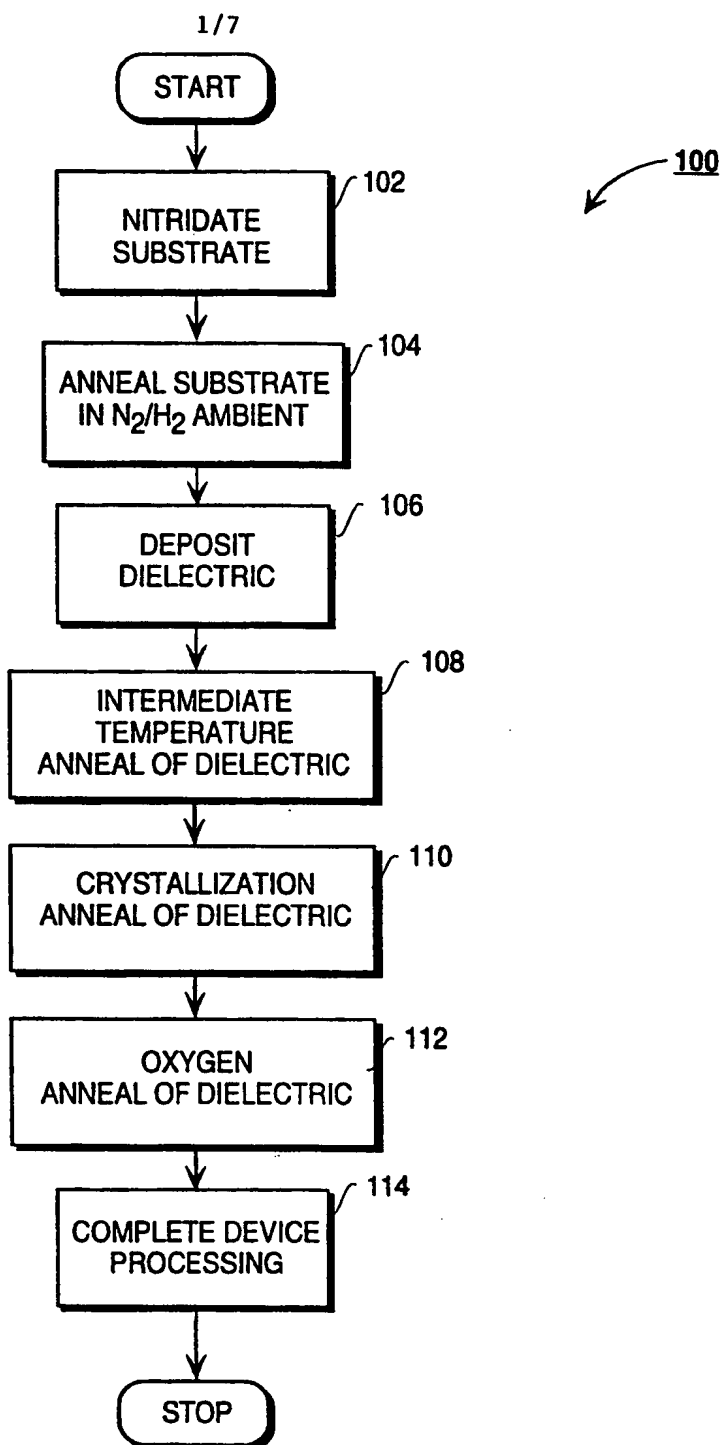 1/7
START
100
102
NITRIDATE
SUBSTRATE
104
ANNEAL SUBSTRATE
IN N₂/H₂ AMBIENT
106
DEPOSIT
DIELECTRIC
108
INTERMEDIATE
TEMPERATURE
ANNEAL OF DIELECTRIC
110
CRYSTALLIZATION
ANNEAL OF DIELECTRIC
112
OXYGEN
ANNEAL OF DIELECTRIC
114
COMPLETE DEVICE
PROCESSING
STOP